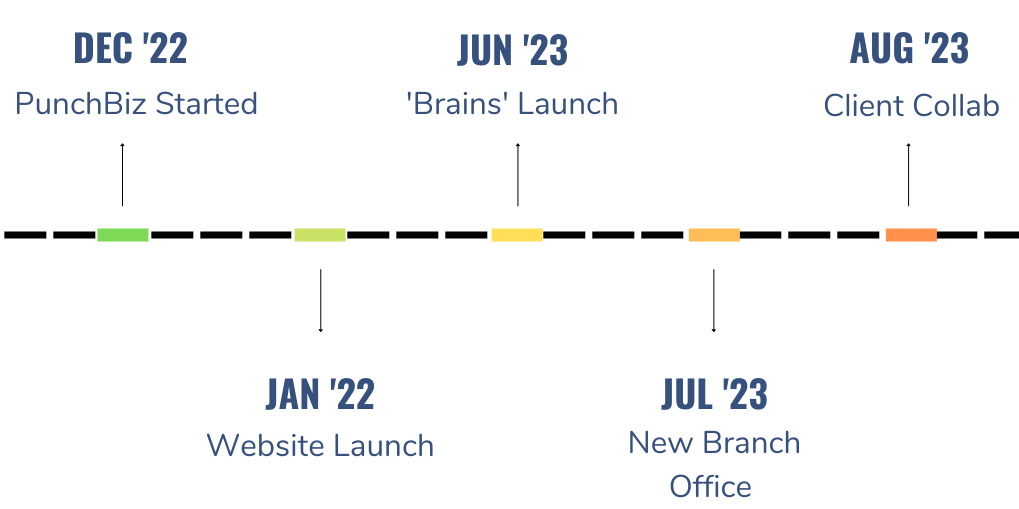 DEC '22
PunchBiz Started
JUN '23
'Brains' Launch
AUG '23
Client Collab
JAN '22
Website Launch
JUL '23
New Branch
Office